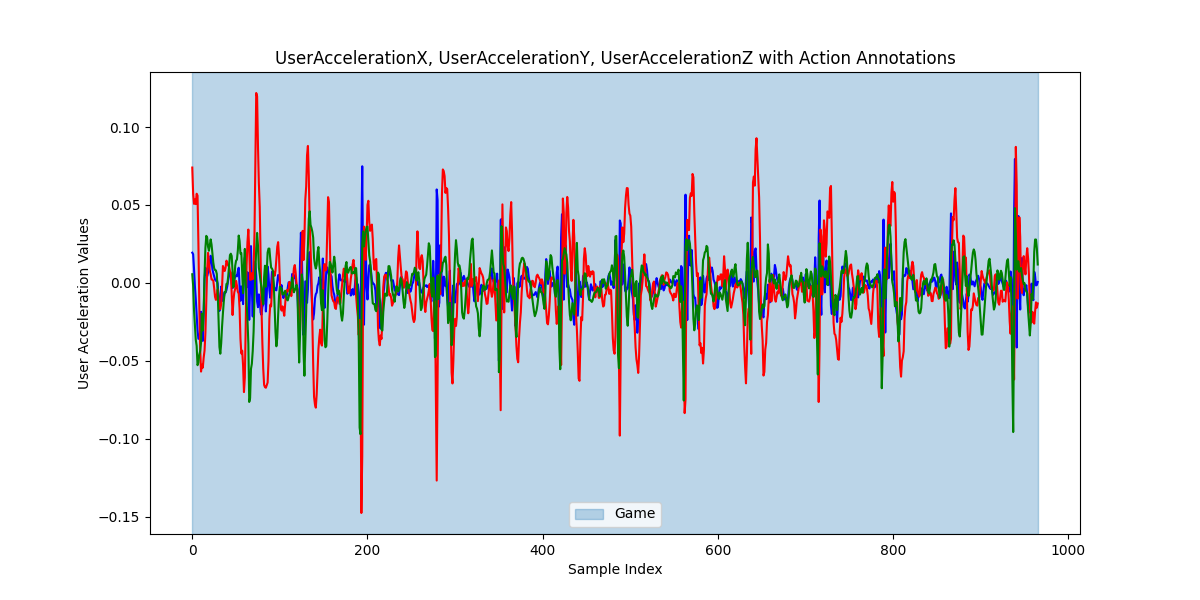 UserAccelerationX, UserAccelerationY, UserAccelerationZ with Action Annotations
User Acceleration Values
0.10
0.05
0.00
−0.05
−0.10
−0.15
Game
0 200 400 600 800 1000
Sample Index